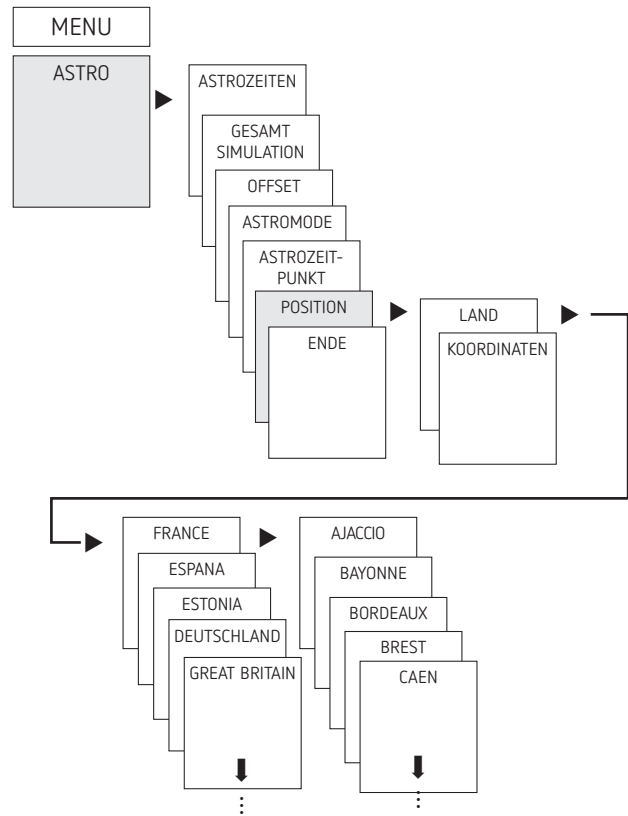 MENU
ASTRO
ASTROZEITEN
GESAMT
SIMULATION
OFFSET
ASTROMODE
ASTROZEIT-
PUNKT
POSITION
ENDE
LAND
KOORDINATEN
FRANCE
ESPANA
ESTONIA
DEUTSCHLAND
GREAT BRITAIN
AJACCIO
BAYONNE
BORDEAUX
BREST
CAEN